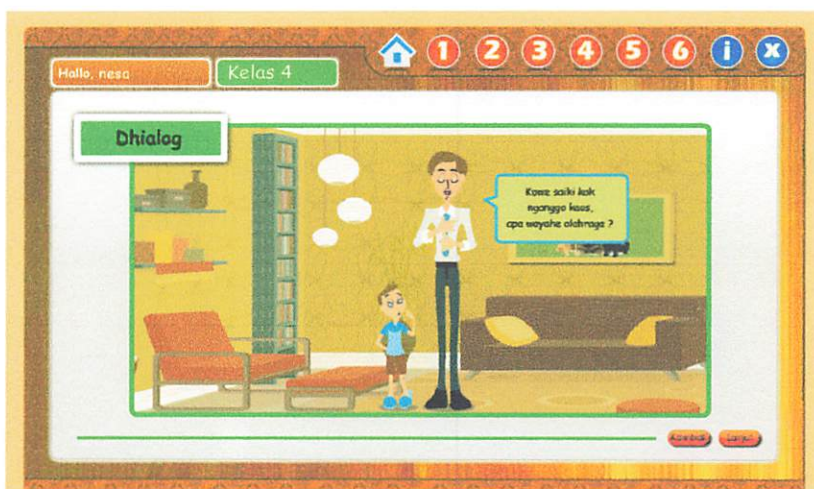 Hallo, nesa
Kelas 4
1 2 3 4 5 6 i x
Dhialog
Kowe saiki kok
nganggo kaos,
apa wayahe olahraga ?
Kembali
Lanjut